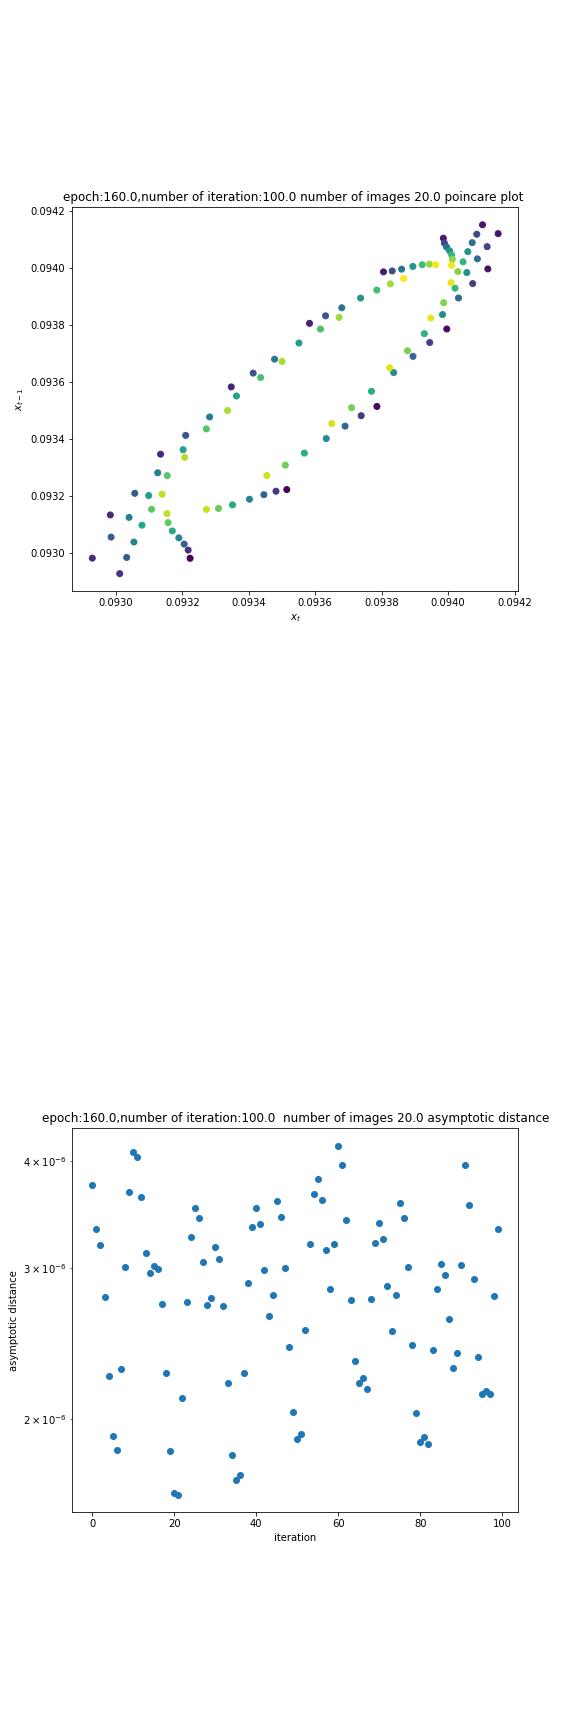 epoch:160.0,number of iteration:100.0 number of images 20.0 poincare plot
0.0942
0.0940
0.0938
0.0936
0.0934
0.0932
0.0930
x_{t-1}
0.0930 0.0932 0.0934 0.0936 0.0938 0.0940 0.0942
x_t
epoch:160.0,number of iteration:100.0  number of images 20.0 asymptotic distance
4 × 10⁻⁶
3 × 10⁻⁶
2 × 10⁻⁶
asymptotic distance
0 20 40 60 80 100
iteration